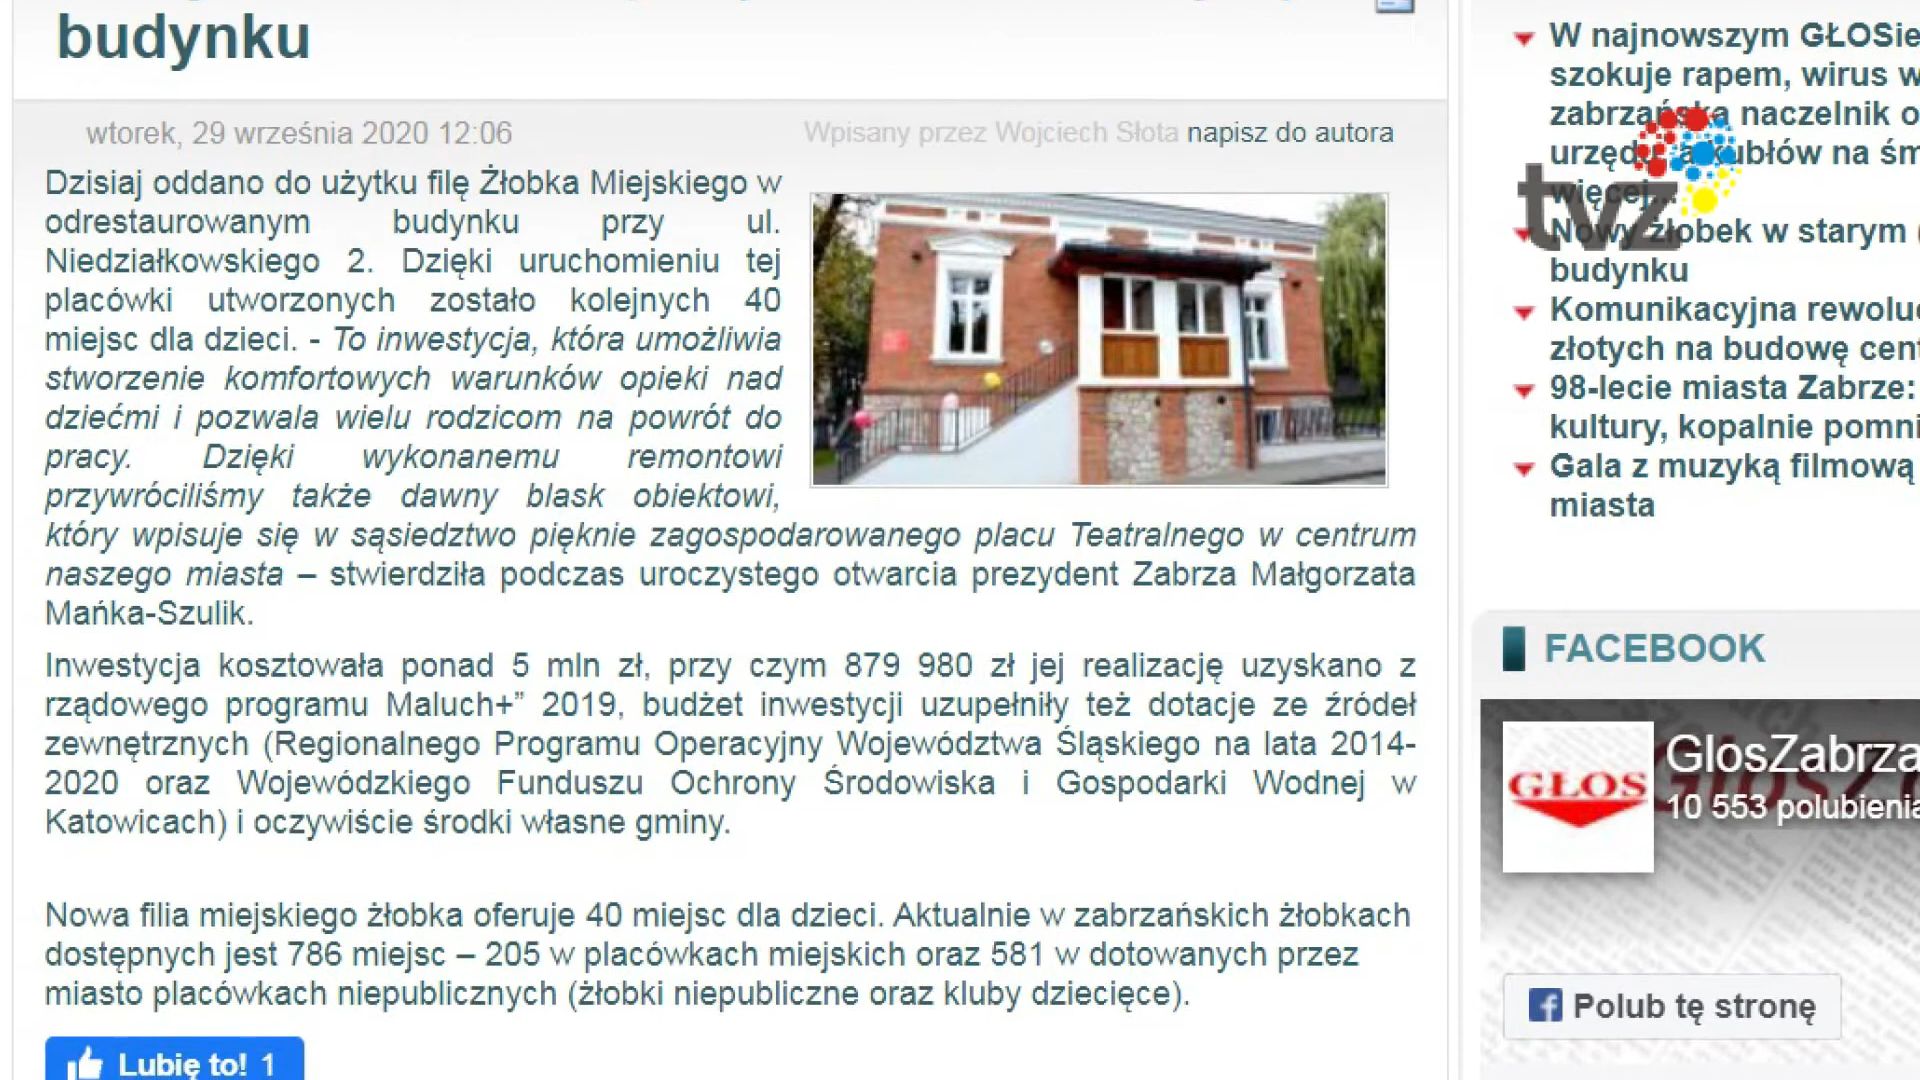 budynku
wtorek, 29 września 2020 12:06
Wpisany przez Wojciech Słota napisz do autora
Dzisiaj oddano do użytku filę Żłobka Miejskiego w
odrestaurowanym budynku przy ul.
Niedziałkowskiego 2. Dzięki uruchomieniu tej
placówki utworzonych zostało kolejnych 40
miejsc dla dzieci. - To inwestycja, która umożliwia
stworzenie komfortowych warunków opieki nad
dziećmi i pozwala wielu rodzicom na powrót do
pracy. Dzięki wykonanemu remontowi
przywróciliśmy także dawny blask obiektowi,
który wpisuje się w sąsiedztwo pięknie zagospodarowanego placu Teatralnego w centrum
naszego miasta – stwierdziła podczas uroczystego otwarcia prezydent Zabrza Małgorzata
Mańka-Szulik.
Inwestycja kosztowała ponad 5 mln zł, przy czym 879 980 zł jej realizację uzyskano z
rządowego programu Maluch+” 2019, budżet inwestycji uzupełniły też dotacje ze źródeł
zewnętrznych (Regionalnego Programu Operacyjny Województwa Śląskiego na lata 2014-
2020 oraz Wojewódzkiego Funduszu Ochrony Środowiska i Gospodarki Wodnej w
Katowicach) i oczywiście środki własne gminy.
Nowa filia miejskiego żłobka oferuje 40 miejsc dla dzieci. Aktualnie w zabrzańskich żłobkach
dostępnych jest 786 miejsc – 205 w placówkach miejskich oraz 581 w dotowanych przez
miasto placówkach niepublicznych (żłobki niepubliczne oraz kluby dziecięce).
Lubię to! 1
W najnowszym GŁOSie
szokuje rapem, wirus w
zabrzańska naczelnik o
kubłów na śm
więcej...
tvz
Nowy żłobek w starym
budynku
Komunikacyjna rewoluc
złotych na budowę cent
98-lecie miasta Zabrze:
kultury, kopalnie pomni
Gala z muzyką filmową
miasta
FACEBOOK
GŁOS
GlosZabrza
10 553 polubienia
Polub tę stronę